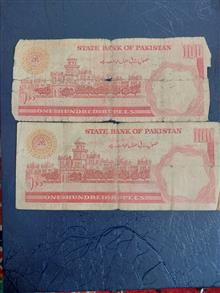 STATE BANK OF PAKISTAN
100
ONE HUNDRED RUPEES
STATE BANK OF PAKISTAN
100
ONE HUNDRED RUPEES